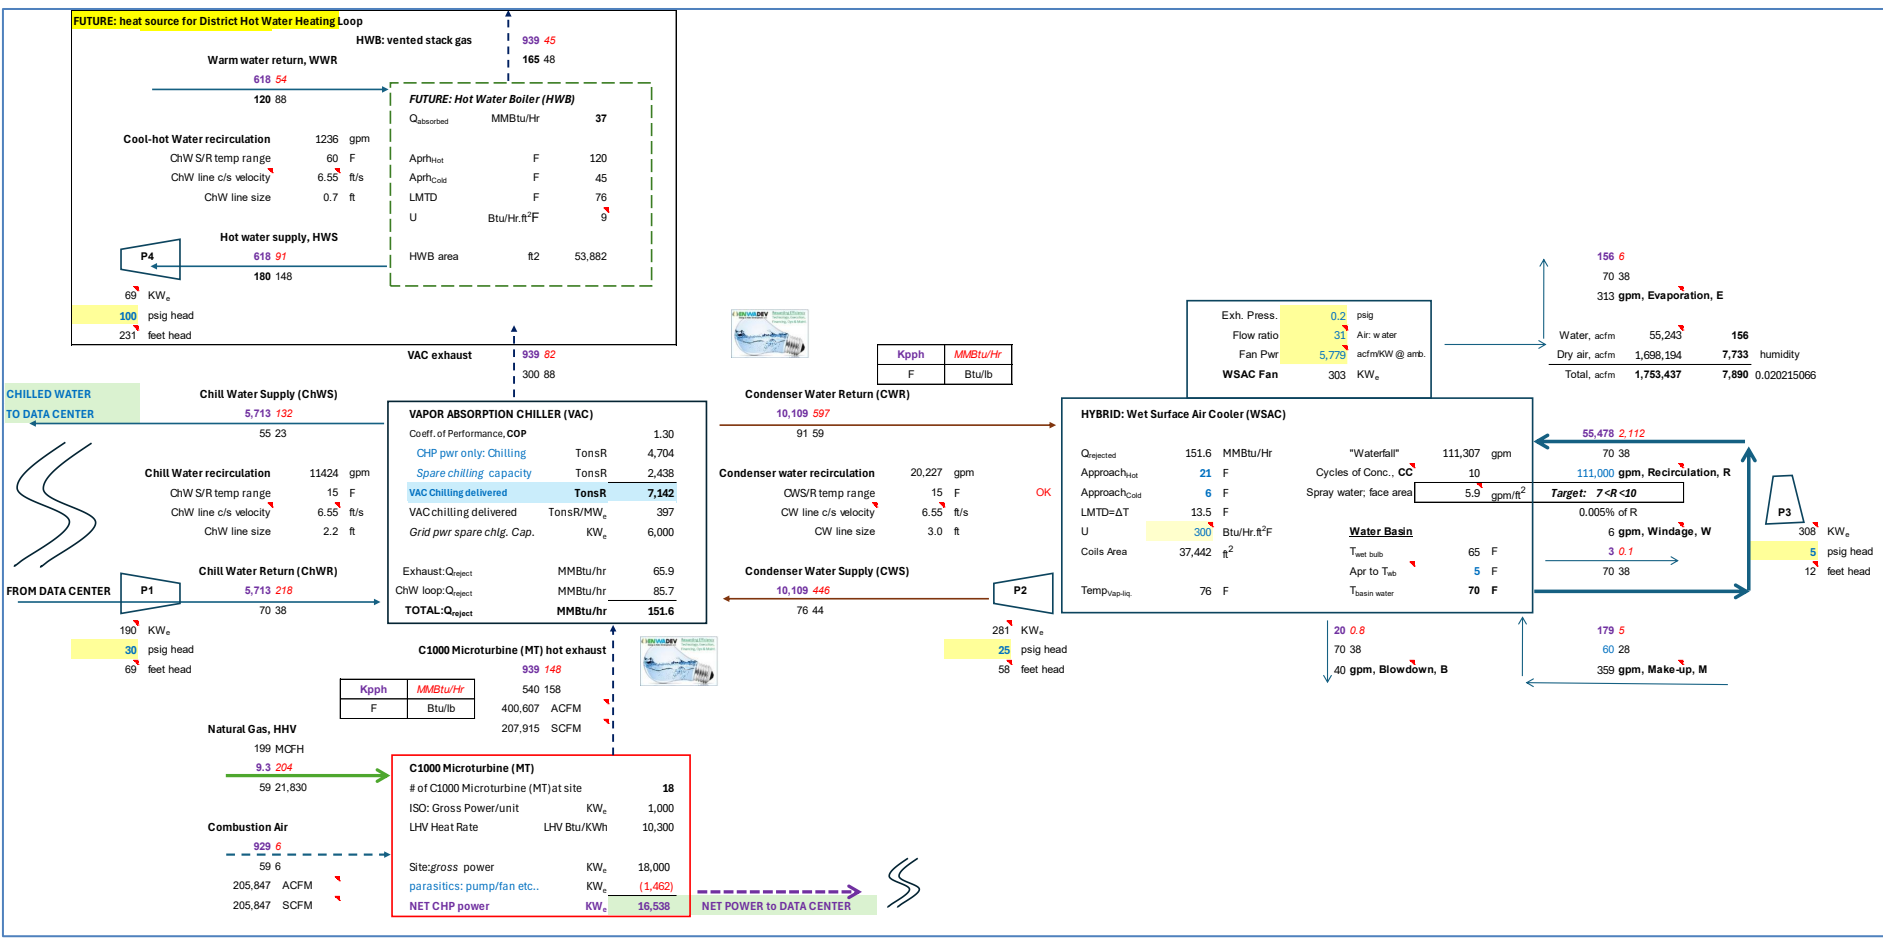 FUTURE: heat source for District Hot Water Heating Loop
HWB: vented stack gas
939 45
165 48
Warm water return, WWR
618 54
120 88
FUTURE: Hot Water Boiler (HWB)
Qabsorbed MMBtu/Hr 37
AprhHot F 120
AprhCold F 45
LMTD F 76
U Btu/Hr.ft2F 9
HWB area ft2 53,882
Cool-hot Water recirculation 1236 gpm
ChW S/R temp range 60 F
ChW line c/s velocity 6.55 ft/s
ChW line size 0.7 ft
Hot water supply, HWS
618 91
180 148
P4
69 KWe
100 psig head
231 feet head
VAC exhaust
939 82
300 88
CHILLED WATER
TO DATA CENTER
Chill Water Supply (ChWS)
5,713 132
55 23
Chill Water recirculation 11424 gpm
ChW S/R temp range 15 F
ChW line c/s velocity 6.55 ft/s
ChW line size 2.2 ft
Chill Water Return (ChWR)
FROM DATA CENTER
P1
5,713 218
70 38
190 KWe
30 psig head
69 feet head
VAPOR ABSORPTION CHILLER (VAC)
Coeff. of Performance, COP 1.30
CHP pwr only: Chilling TonsR 4,704
Spare chilling capacity TonsR 2,438
VAC Chilling delivered TonsR 7,142
VAC chilling delivered TonsR/MWe 397
Grid pwr spare chlg. Cap. KWe 6,000
Exhaust:Qreject MMBtu/hr 65.9
ChW loop:Qreject MMBtu/hr 85.7
TOTAL:Qreject MMBtu/hr 151.6
Kpph MMBtu/Hr
F Btu/lb
Condenser Water Return (CWR)
10,109 597
91 59
Condenser water recirculation 20,227 gpm
CWS/R temp range 15 F OK
CW line c/s velocity 6.55 ft/s
CW line size 3.0 ft
Condenser Water Supply (CWS)
10,109 446
76 44
P2
281 KWe
25 psig head
58 feet head
Exh. Press. 0.2 psig
Flow ratio 31 Air: water
Fan Pwr 5,779 acfm/KW @ amb.
WSAC Fan 303 KWe
HYBRID: Wet Surface Air Cooler (WSAC)
Qrejected 151.6 MMBtu/Hr
ApproachHot 21 F
ApproachCold 6 F
LMTD=ΔT 13.5 F
U 300 Btu/Hr.ft2F
Coils Area 37,442 ft2
TempVap-liq. 76 F
"Waterfall" 111,307 gpm
Cycles of Conc., CC 10
Spray water; face area 5.9 gpm/ft2 Target: 7<R<10
Water Basin
Twet bulb 65 F
Apr to Twb 5 F
Tbasin water 70 F
156 6
70 38
313 gpm, Evaporation, E
Water, acfm 55,243 156
Dry air, acfm 1,698,194 7,733 humidity
Total, acfm 1,753,437 7,890 0.020215066
55,478 2,112
70 38
111,000 gpm, Recirculation, R
0.005% of R
6 gpm, Windage, W
3 0.1
70 38
P3
308 KWe
5 psig head
12 feet head
20 0.8
70 38
40 gpm, Blowdown, B
179 5
60 28
359 gpm, Make-up, M
C1000 Microturbine (MT) hot exhaust
939 148
540 158
400,607 ACFM
207,915 SCFM
Kpph MMBtu/Hr
F Btu/lb
Natural Gas, HHV
199 MCFH
9.3 204
59 21,830
Combustion Air
929 6
59 6
205,847 ACFM
205,847 SCFM
C1000 Microturbine (MT)
# of C1000 Microturbine (MT)at site 18
ISO: Gross Power/unit KWe 1,000
LHV Heat Rate LHV Btu/KWh 10,300
Site:gross power KWe 18,000
parasitics: pump/fan etc.. KWe (1,462)
NET CHP power KWe 16,538
NET POWER to DATA CENTER